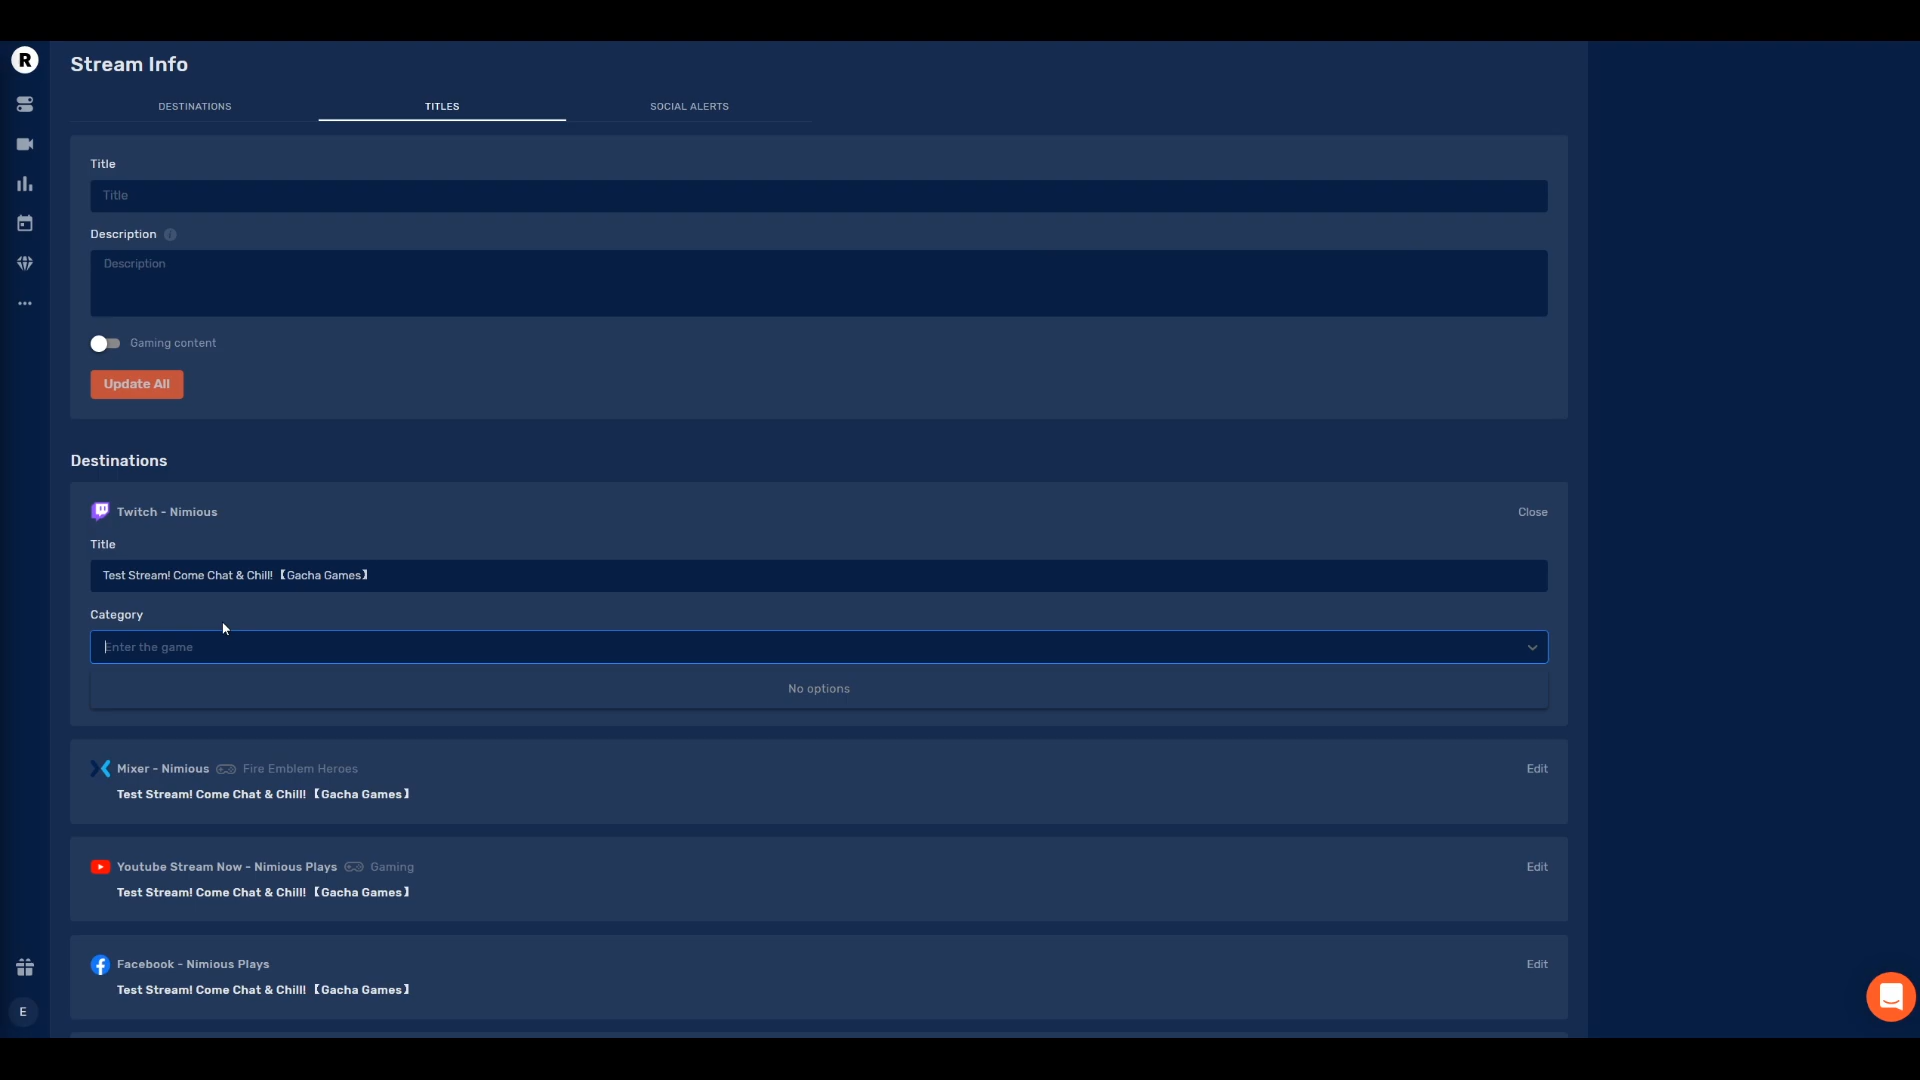 R
Stream Info
DESTINATIONS TITLES SOCIAL ALERTS
Title
Title
Description
Description
Gaming content
Update All
Destinations
Twitch - Nimious Close
Title
Test Stream! Come Chat & Chill! 【Gacha Games】
Category
Enter the game
No options
Mixer - Nimious Fire Emblem Heroes Edit
Test Stream! Come Chat & Chill! 【Gacha Games】
Youtube Stream Now - Nimious Plays Gaming Edit
Test Stream! Come Chat & Chill! 【Gacha Games】
Facebook - Nimious Plays Edit
Test Stream! Come Chat & Chill! 【Gacha Games】
E